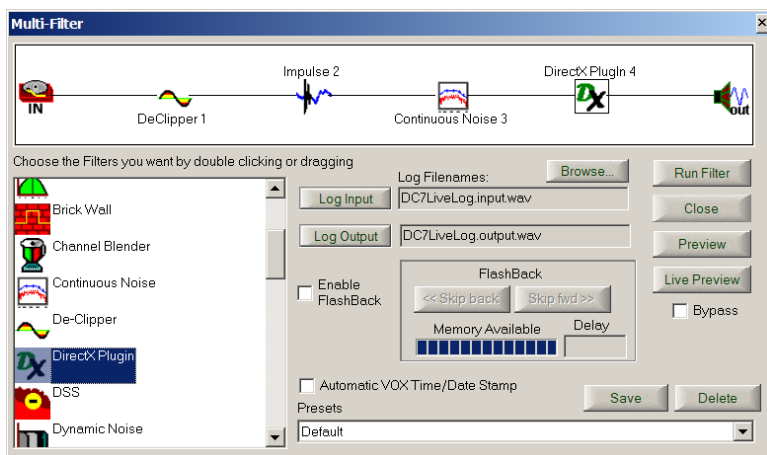 Multi-Filter
Impulse 2
DirectX PlugIn 4
IN
DeClipper 1
Continuous Noise 3
out
Choose the Filters you want by double clicking or dragging
Brick Wall
Channel Blender
Continuous Noise
De-Clipper
DirectX Plugin
DSS
Dynamic Noise
Log Filenames:
Browse...
Log Input
DC7LiveLog.input.wav
Log Output
DC7LiveLog.output.wav
Enable
FlashBack
FlashBack
<< Skip back
Skip fwd >>
Memory Available
Delay
Automatic VOX Time/Date Stamp
Presets
Default
Run Filter
Close
Preview
Live Preview
Bypass
Save
Delete